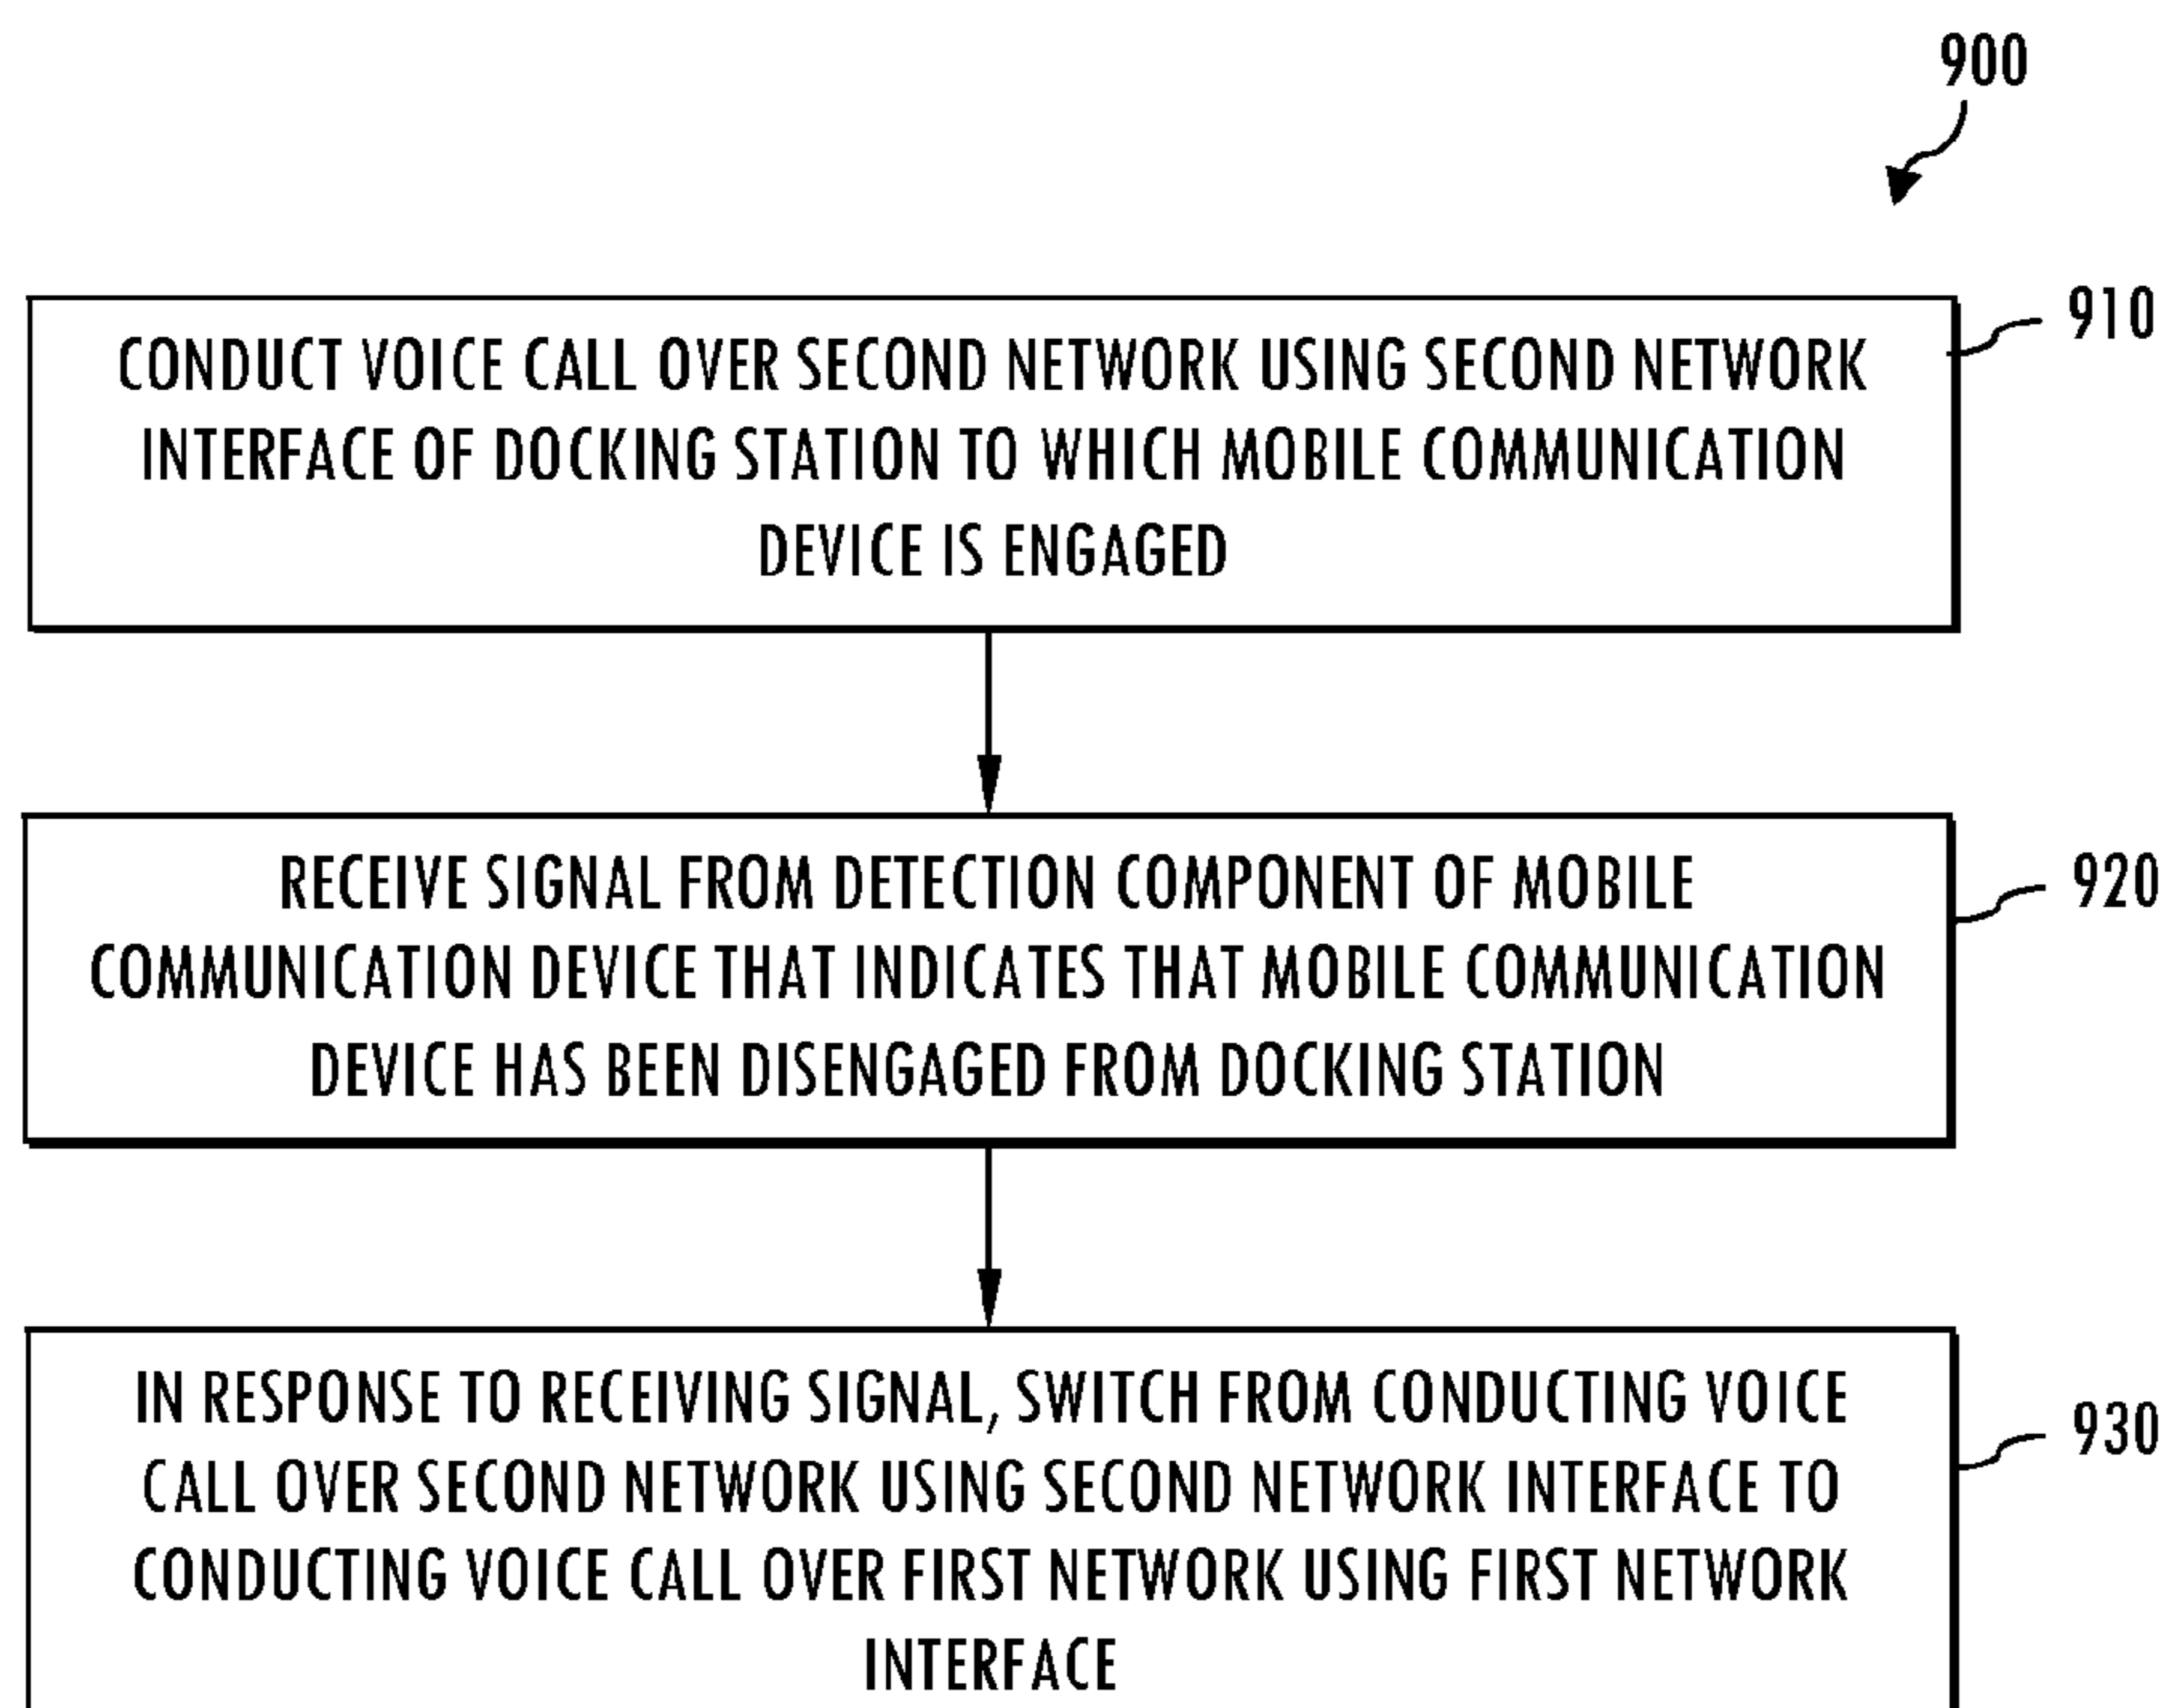 900
910
CONDUCT VOICE CALL OVER SECOND NETWORK USING SECOND NETWORK
INTERFACE OF DOCKING STATION TO WHICH MOBILE COMMUNICATION
DEVICE IS ENGAGED
920
RECEIVE SIGNAL FROM DETECTION COMPONENT OF MOBILE
COMMUNICATION DEVICE THAT INDICATES THAT MOBILE COMMUNICATION
DEVICE HAS BEEN DISENGAGED FROM DOCKING STATION
930
IN RESPONSE TO RECEIVING SIGNAL, SWITCH FROM CONDUCTING VOICE
CALL OVER SECOND NETWORK USING SECOND NETWORK INTERFACE TO
CONDUCTING VOICE CALL OVER FIRST NETWORK USING FIRST NETWORK
INTERFACE